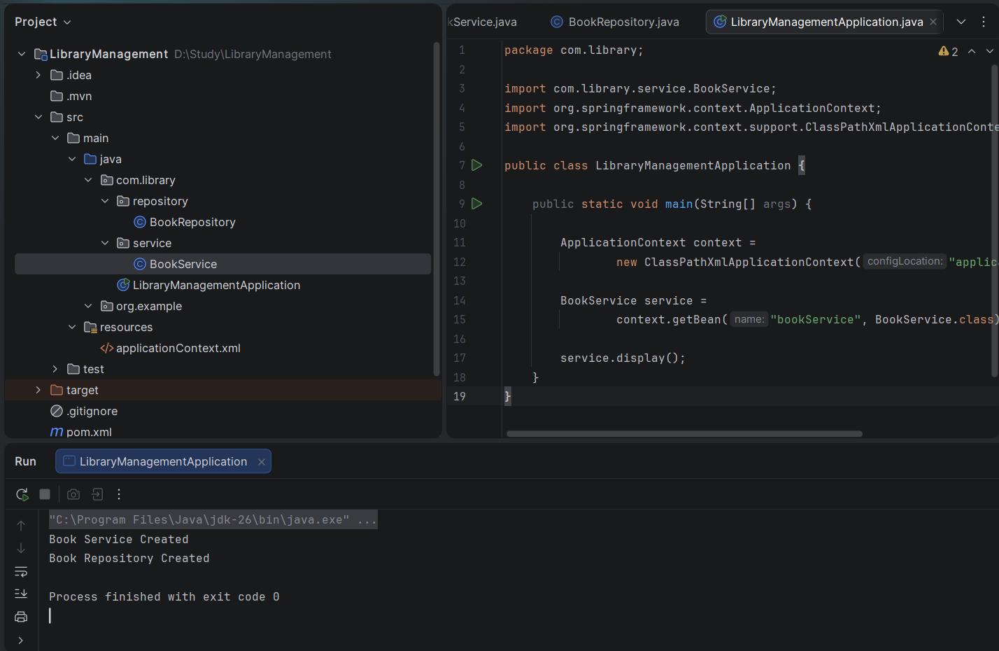 Project
LibraryManagement D:\Study\LibraryManagement
.idea
.mvn
src
main
java
com.library
repository
BookRepository
service
BookService
LibraryManagementApplication
org.example
resources
applicationContext.xml
test
target
.gitignore
pom.xml
kService.java BookRepository.java LibraryManagementApplication.java
2
1 package com.library;
2
3 import com.library.service.BookService;
4 import org.springframework.context.ApplicationContext;
5 import org.springframework.context.support.ClassPathXmlApplicationConte
6
7 public class LibraryManagementApplication {
8
9 public static void main(String[] args) {
10
11 ApplicationContext context =
12 new ClassPathXmlApplicationContext( configLocation: "applic
13
14 BookService service =
15 context.getBean( name: "bookService", BookService.class)
16
17 service.display();
18 }
19 }
Run LibraryManagementApplication
"C:\Program Files\Java\jdk-26\bin\java.exe" ...
Book Service Created
Book Repository Created
Process finished with exit code 0